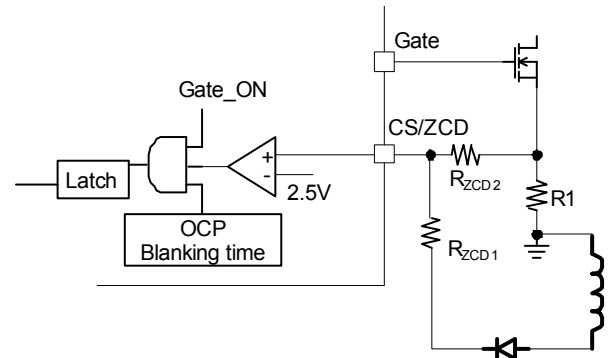 Gate
Gate_ON
CS/ZCD
+
-
2.5V
Latch
OCP
Blanking time
RZCD2
R1
RZCD1